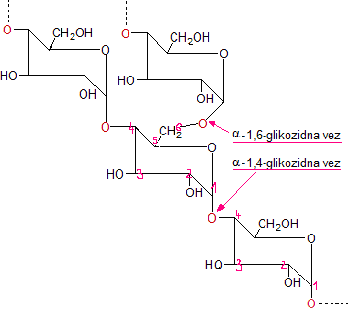 O
O
CH₂OH
CH₂OH
O
O
HO
OH
HO
OH
O
4
CH₂
6
O
α-1,6-glikozidna vez
5
O
α-1,4-glikozidna vez
HO
3
2
1
OH
O
4
CH₂OH
O
HO
3
2
OH
1
O